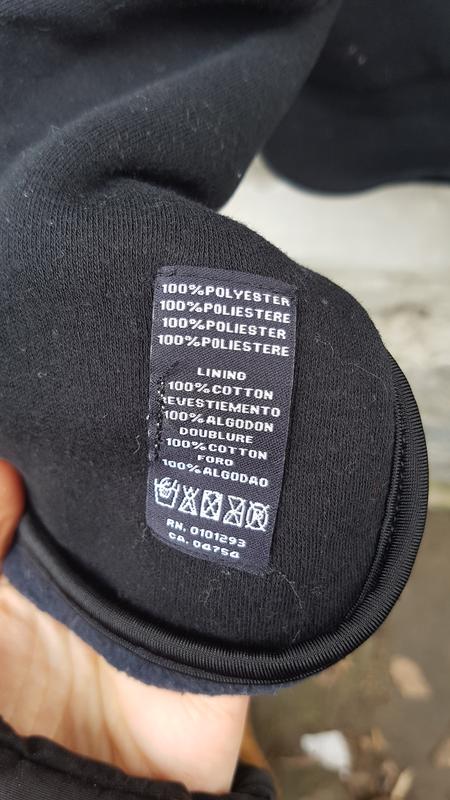 100%POLYESTER
100%POLIESTERE
100%POLIESTER
100%POLIESTERE
LINING
100%COTTON
REVESTIEMENTO
100%ALGODON
DOUBLURE
100%COTTON
FORO
100%ALGODAO
RN. 0101293
CA. 04754